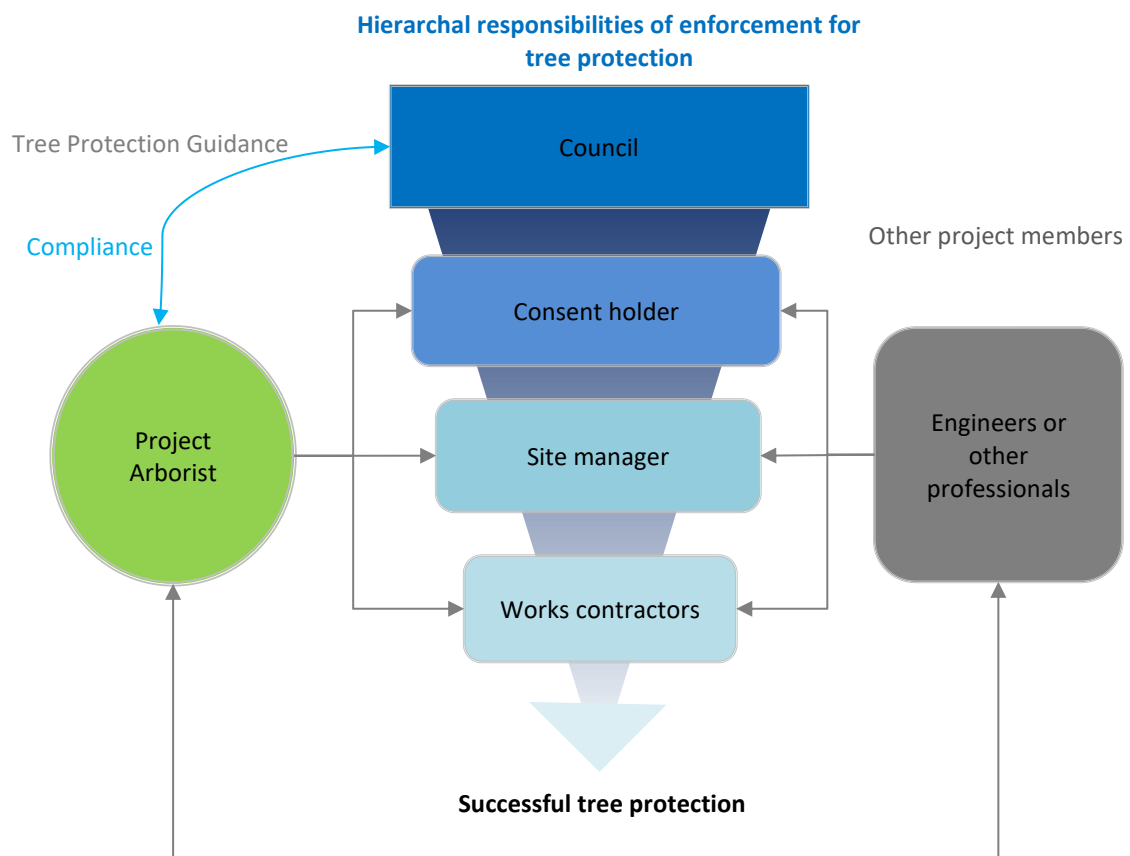 Hierarchal responsibilities of enforcement for
tree protection
Tree Protection Guidance
Council
Compliance
Other project members
Consent holder
Project
Arborist
Site manager
Engineers or
other
professionals
Works contractors
Successful tree protection